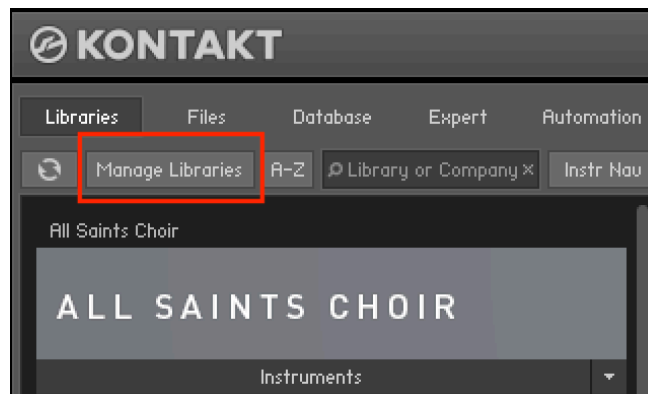 KONTAKT
Libraries Files Database Expert Automation
Manage Libraries A-Z Library or Company × Instr Nav
All Saints Choir
ALL SAINTS CHOIR
Instruments